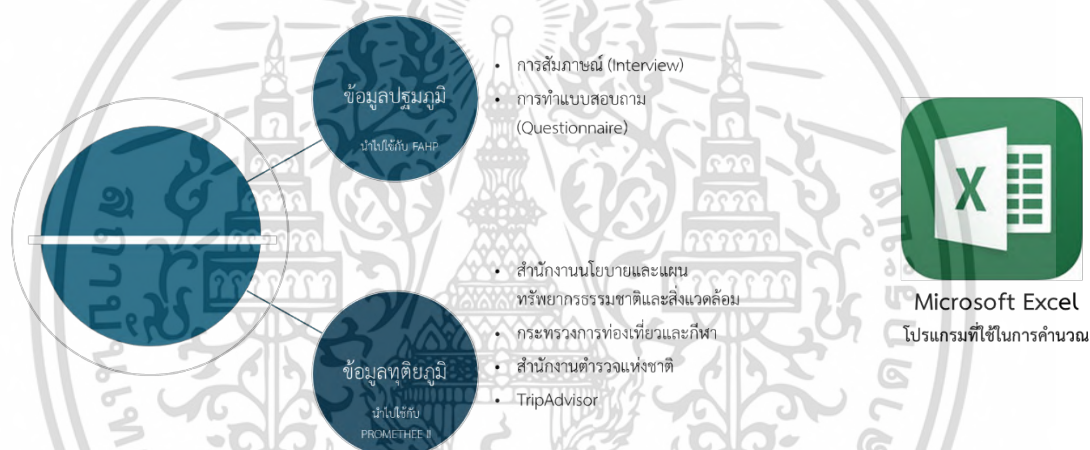 ข้อมูลปฐมภูมิ
นำไปใช้กับ FAHP
• การสัมภาษณ์ (Interview)
• การทำแบบสอบถาม
(Questionnaire)
ข้อมูลทุติยภูมิ
นำไปใช้กับ
PROMETHEE II
• สำนักงานนโยบายและแผน
ทรัพยากรธรรมชาติและสิ่งแวดล้อม
• กระทรวงการท่องเที่ยวและกีฬา
• สำนักงานตำรวจแห่งชาติ
• TripAdvisor
X
Microsoft Excel
โปรแกรมที่ใช้ในการคำนวณ